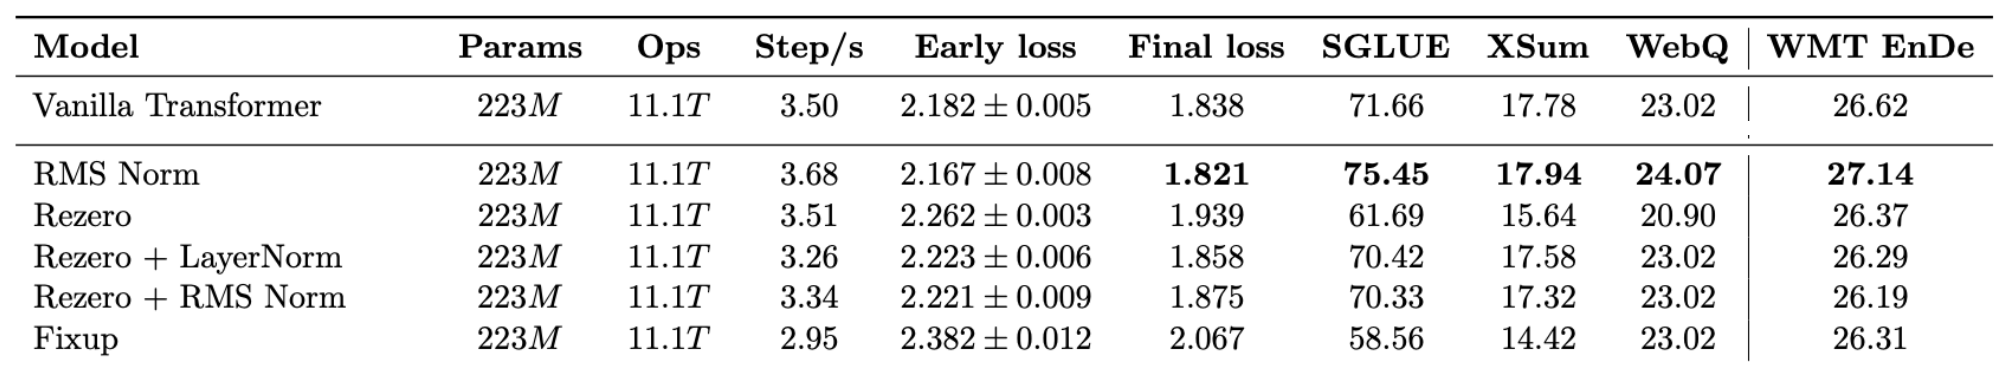 Model Params Ops Step/s Early loss Final loss SGLUE XSum WebQ WMT EnDe
Vanilla Transformer 223M 11.1T 3.50 2.182 ± 0.005 1.838 71.66 17.78 23.02 26.62
RMS Norm 223M 11.1T 3.68 2.167 ± 0.008 1.821 75.45 17.94 24.07 27.14
Rezero 223M 11.1T 3.51 2.262 ± 0.003 1.939 61.69 15.64 20.90 26.37
Rezero + LayerNorm 223M 11.1T 3.26 2.223 ± 0.006 1.858 70.42 17.58 23.02 26.29
Rezero + RMS Norm 223M 11.1T 3.34 2.221 ± 0.009 1.875 70.33 17.32 23.02 26.19
Fixup 223M 11.1T 2.95 2.382 ± 0.012 2.067 58.56 14.42 23.02 26.31